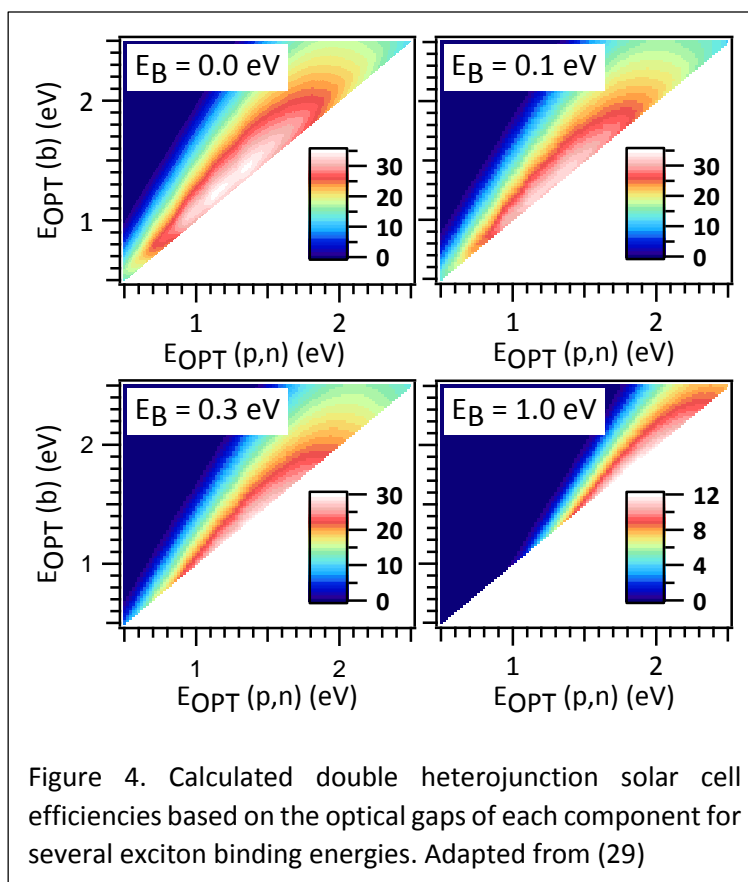 E_B = 0.0 eV
E_OPT (b) (eV)
2
1
30
20
10
0
1 2
E_OPT (p,n) (eV)
E_B = 0.1 eV
2
1
30
20
10
0
1 2
E_OPT (p,n) (eV)
E_B = 0.3 eV
E_OPT (b) (eV)
2
1
30
20
10
0
1 2
E_OPT (p,n) (eV)
E_B = 1.0 eV
2
1
12
8
4
0
1 2
E_OPT (p,n) (eV)
Figure 4. Calculated double heterojunction solar cell
efficiencies based on the optical gaps of each component for
several exciton binding energies. Adapted from (29)